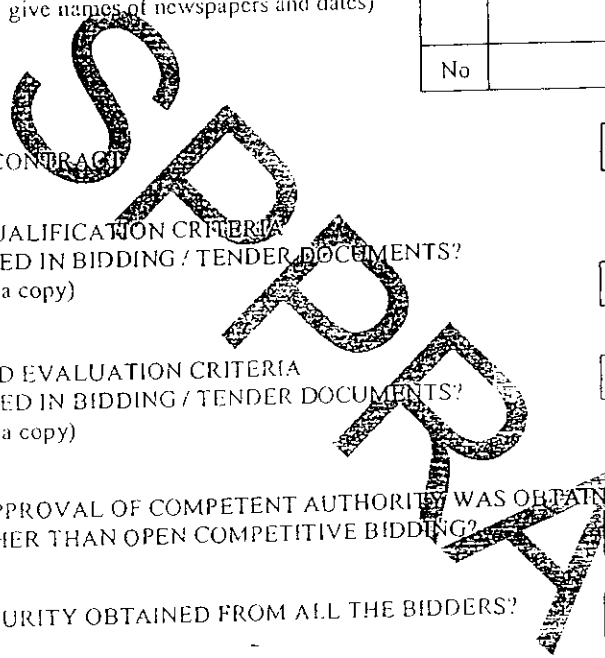 give names of newspapers and dates)
No
CONTRACT
UALIFICATION CRITERIA
ED IN BIDDING / TENDER DOCUMENTS?
a copy)
D EVALUATION CRITERIA
ED IN BIDDING / TENDER DOCUMENTS?
a copy)
PPROVAL OF COMPETENT AUTHORITY WAS OBTAIN
HER THAN OPEN COMPETITIVE BIDDING?
URITY OBTAINED FROM ALL THE BIDDERS?
SPPRA